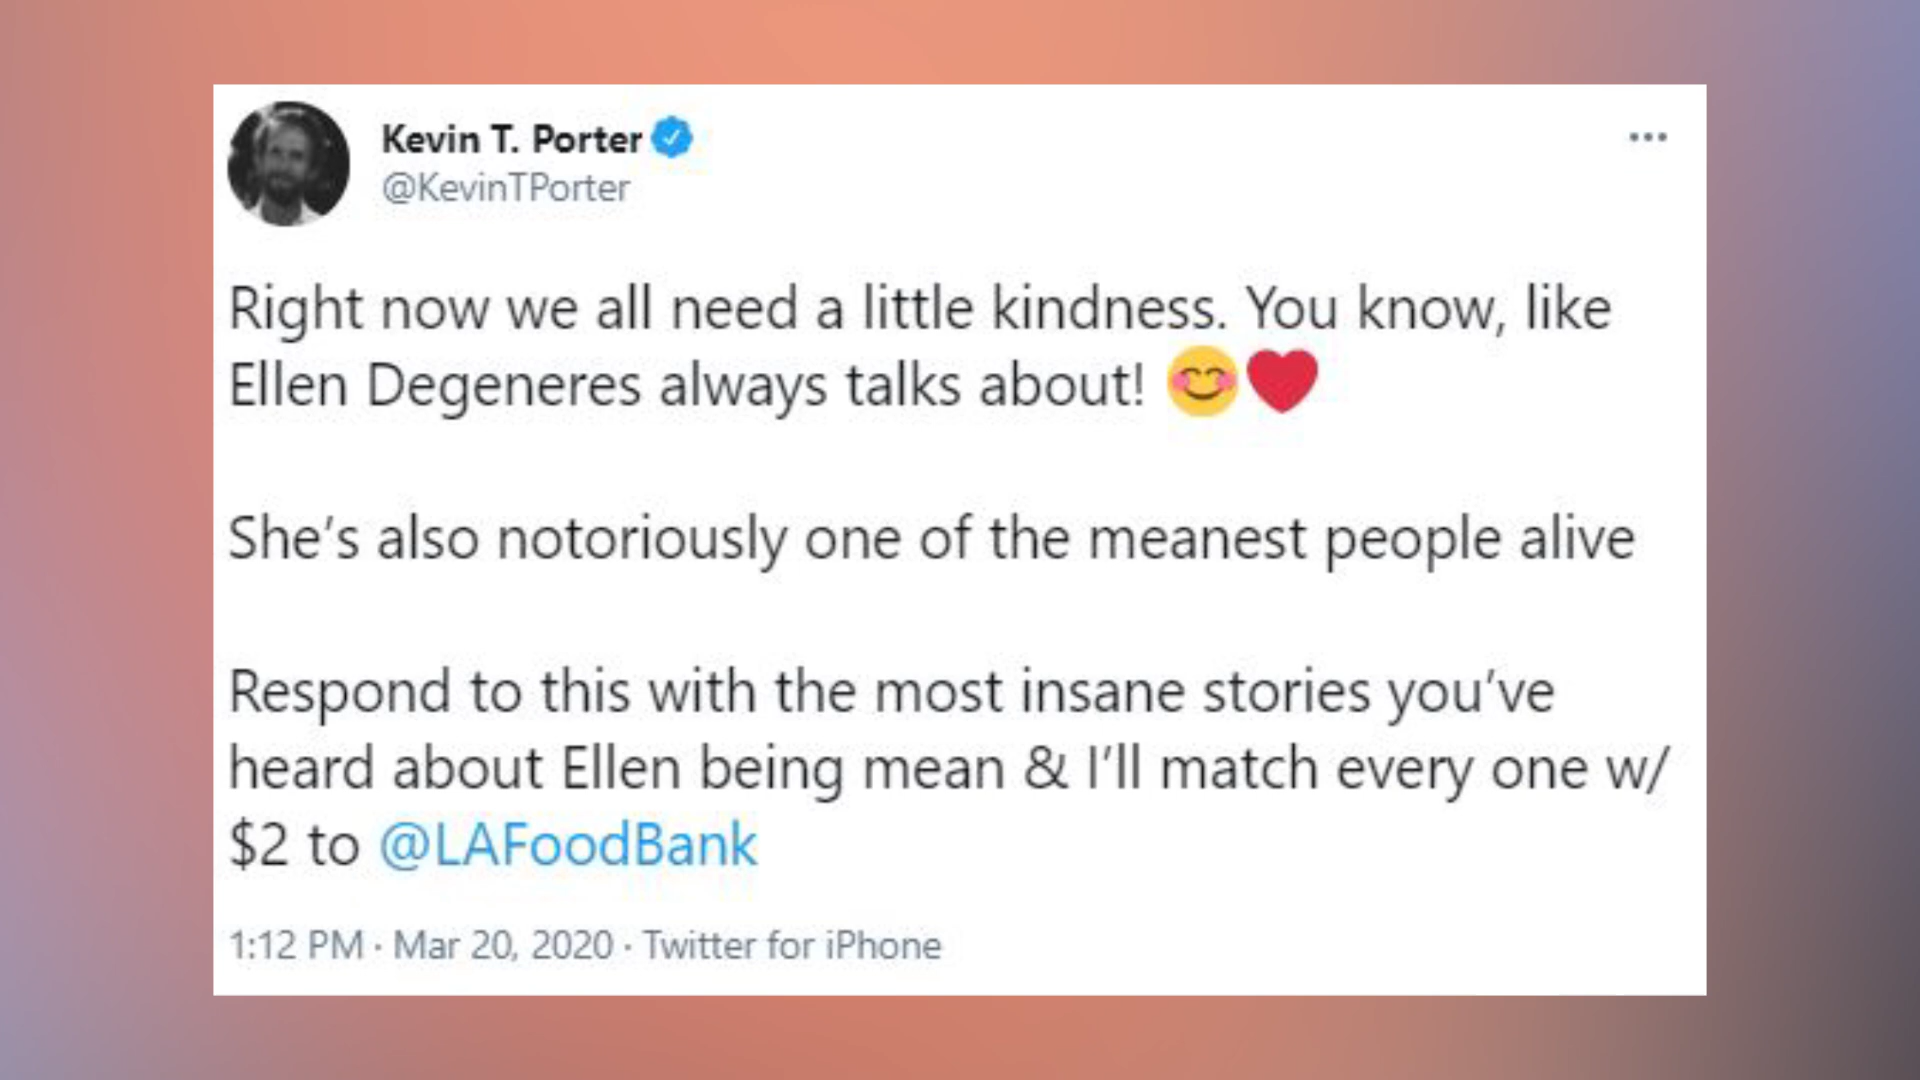 Kevin T. Porter
@KevinTPorter
Right now we all need a little kindness. You know, like
Ellen Degeneres always talks about! 😊❤️
She’s also notoriously one of the meanest people alive
Respond to this with the most insane stories you’ve
heard about Ellen being mean & I’ll match every one w/
$2 to @LAFoodBank
1:12 PM · Mar 20, 2020 · Twitter for iPhone